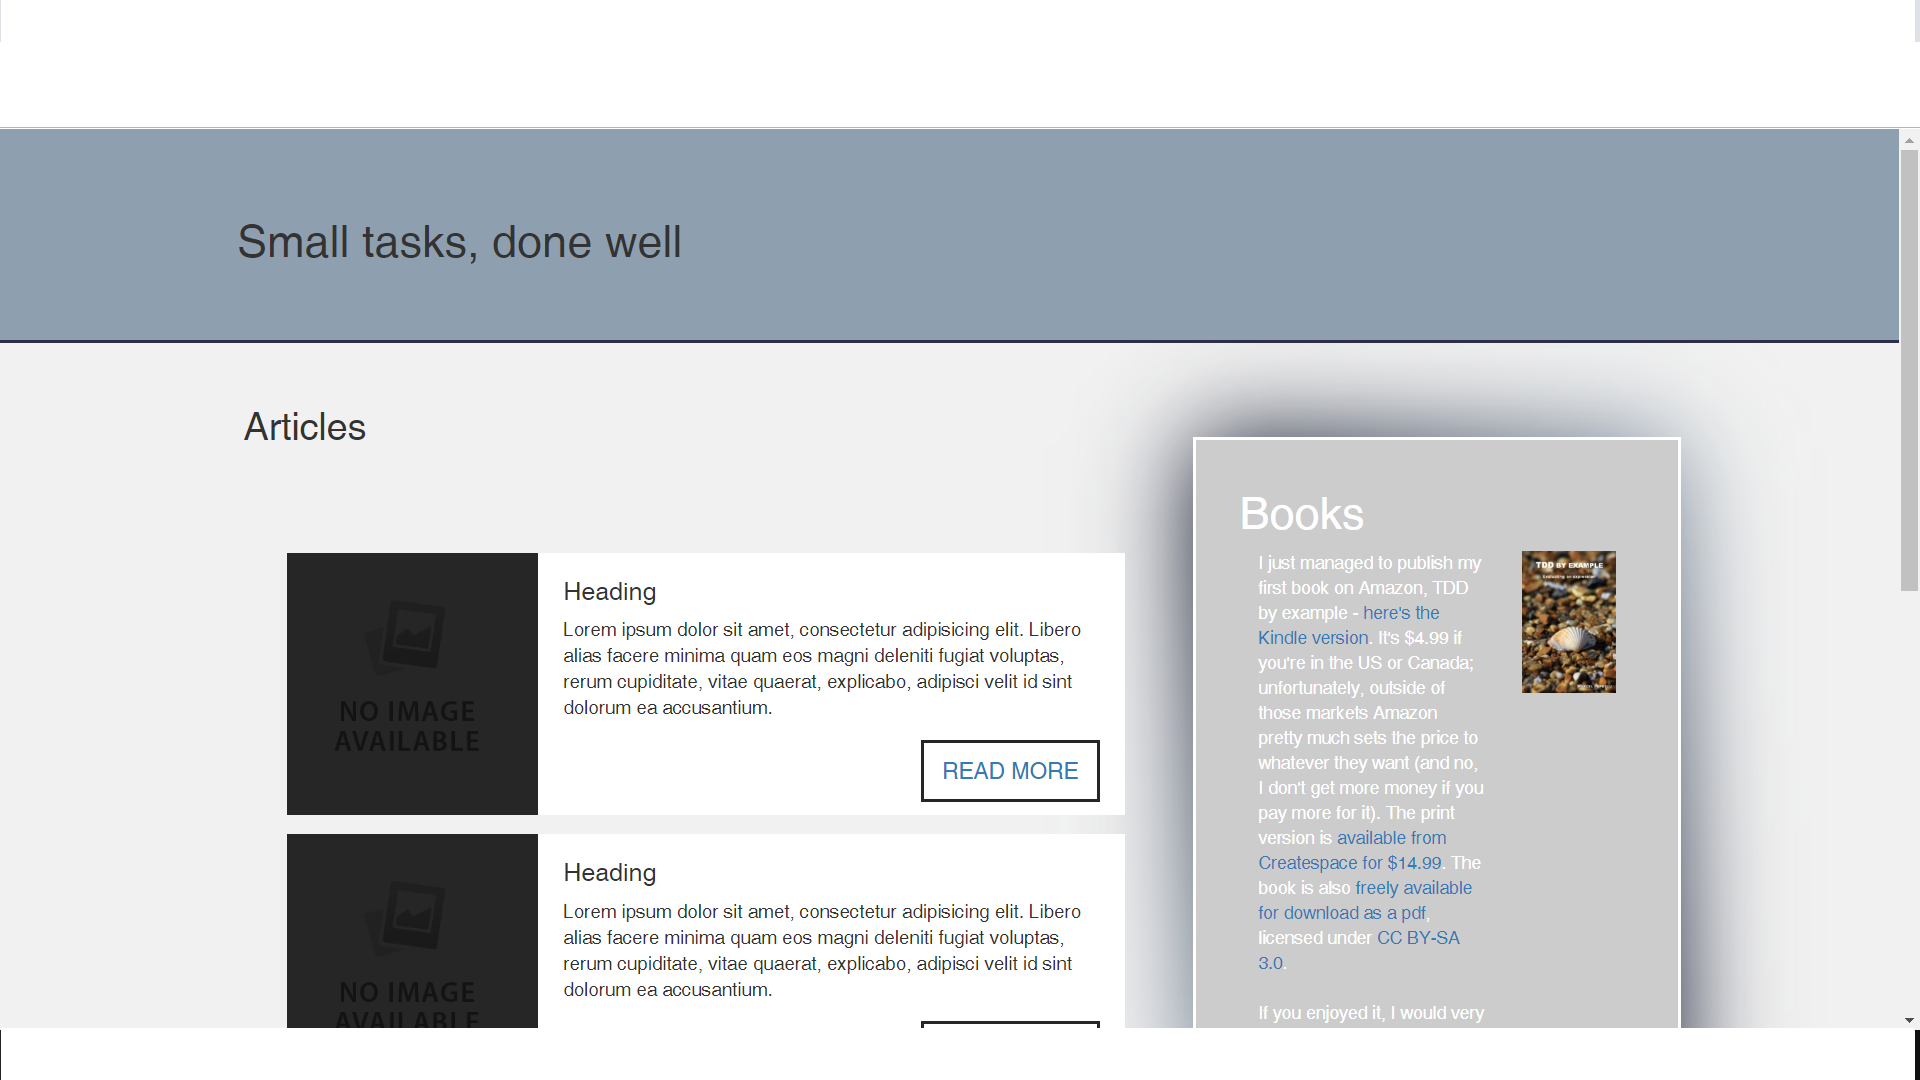 Small tasks, done well
Articles
NO IMAGE
AVAILABLE
Heading
Lorem ipsum dolor sit amet, consectetur adipisicing elit. Libero
alias facere minima quam eos magni deleniti fugiat voluptas,
rerum cupiditate, vitae quaerat, explicabo, adipisci velit id sint
dolorum ea accusantium.
READ MORE
NO IMAGE
AVAILABLE
Heading
Lorem ipsum dolor sit amet, consectetur adipisicing elit. Libero
alias facere minima quam eos magni deleniti fugiat voluptas,
rerum cupiditate, vitae quaerat, explicabo, adipisci velit id sint
dolorum ea accusantium.
Books
I just managed to publish my
first book on Amazon, TDD
by example - here's the
Kindle version. It's $4.99 if
you're in the US or Canada;
unfortunately, outside of
those markets Amazon
pretty much sets the price to
whatever they want (and no,
I don't get more money if you
pay more for it). The print
version is available from
Createspace for $14.99. The
book is also freely available
for download as a pdf,
licensed under CC BY-SA
3.0.
If you enjoyed it, I would very
TDD BY EXAMPLE